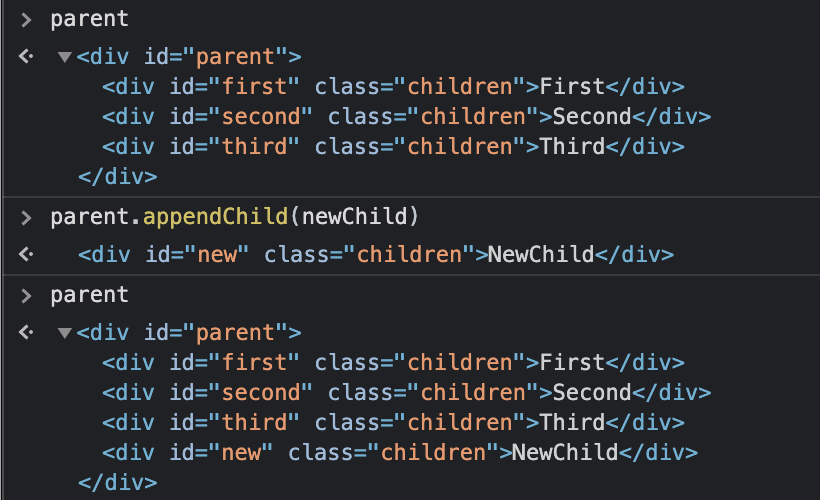 > parent
<div id="parent">
<div id="first" class="children">First</div>
<div id="second" class="children">Second</div>
<div id="third" class="children">Third</div>
</div>
> parent.appendChild(newChild)
<div id="new" class="children">NewChild</div>
> parent
<div id="parent">
<div id="first" class="children">First</div>
<div id="second" class="children">Second</div>
<div id="third" class="children">Third</div>
<div id="new" class="children">NewChild</div>
</div>